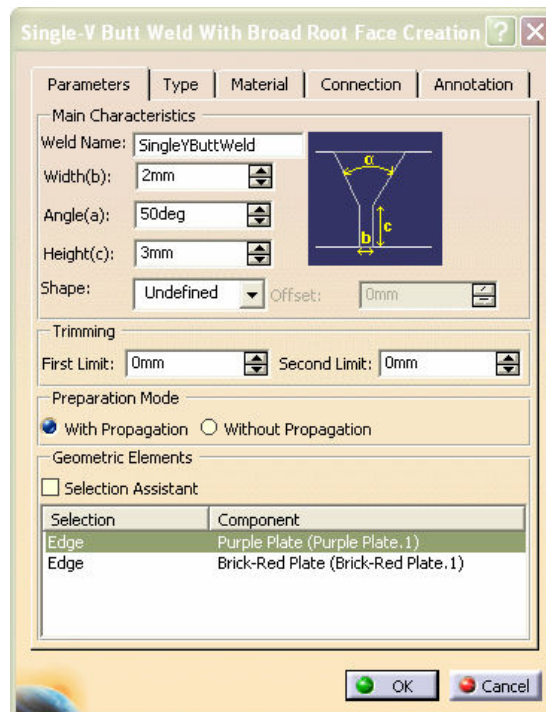 Single-V Butt Weld With Broad Root Face Creation ? X
Parameters Type Material Connection Annotation
Main Characteristics
Weld Name: SingleYButtWeld
Width(b): 2mm
Angle(a): 50deg
Height(c): 3mm
Shape: Undefined Offset: 0mm
α
c
b
Trimming
First Limit: 0mm Second Limit: 0mm
Preparation Mode
With Propagation Without Propagation
Geometric Elements
Selection Assistant
Selection Component
Edge Purple Plate (Purple Plate.1)
Edge Brick-Red Plate (Brick-Red Plate.1)
OK Cancel